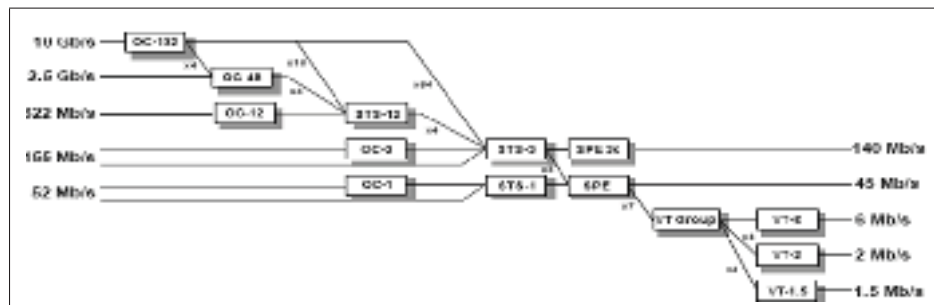 10 Gb/s OC-192
x4 x16
2.5 Gb/s OC-48 x4 x64
622 Mb/s OC-12 STS-12
x4
155 Mb/s OC-3 STS-3 SPE 3c 140 Mb/s
x3
52 Mb/s OC-1 STS-1 SPE 45 Mb/s
x7
VT Group VT-6 6 Mb/s
VT-2 2 Mb/s
x4
VT-1.5 1.5 Mb/s